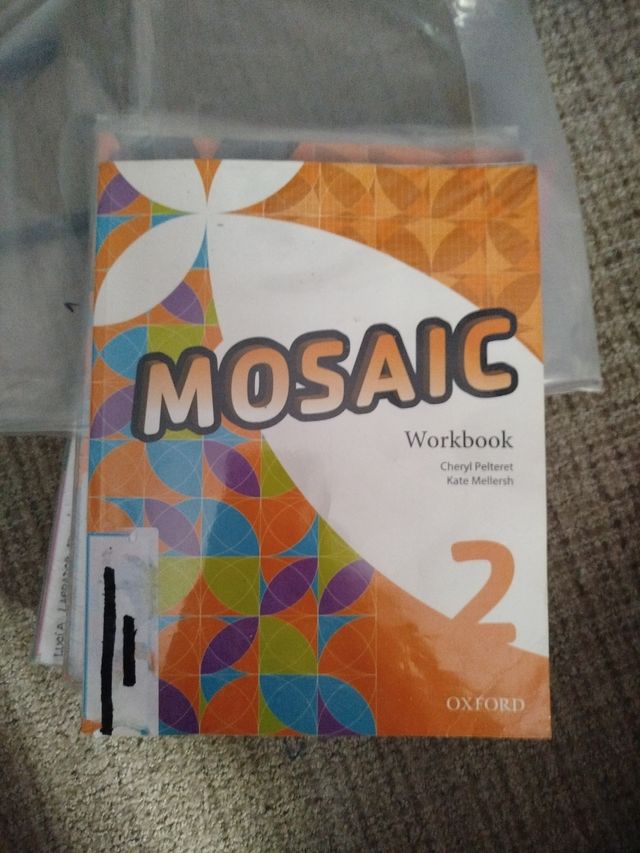 MOSAIC
Workbook
Cheryl Pelteret
Kate Mellersh
2
OXFORD